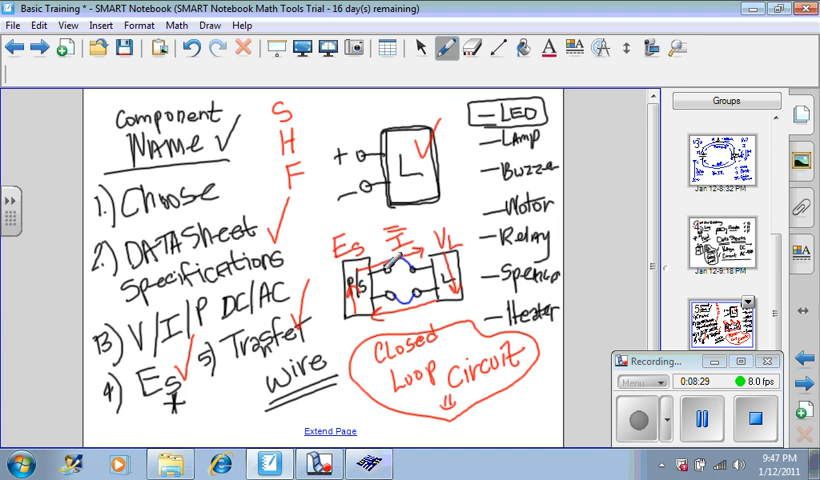 Basic Training * - SMART Notebook (SMART Notebook Math Tools Trial - 16 day(s) remaining)
File Edit View Insert Format Math Tools Draw Help
Component
NAME
1.) Choose
2.) DATASheet
Specifications
3) V/I/P DC/AC
4) Es
5)
wire
S
H
F
+
L
-
- LED
- Lamp
- Buzzer
- Motor
- Relay
- Heater
Es I VL
P/S L
Closed
Loop Circuit
Extend Page
Groups
Jan 12-8:32 PM
Jan 12-9:18 PM
Recording...
Menu
0:08:29 8.0 fps
9:47 PM
1/12/2011